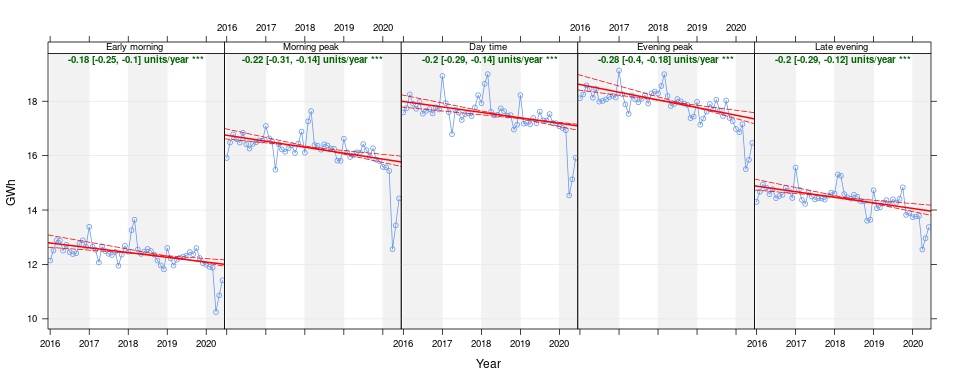 2016 2017 2018 2019 2020 2016 2017 2018 2019 2020
Early morning Morning peak Day time Evening peak Late evening
-0.18 [-0.25, -0.1] units/year *** -0.22 [-0.31, -0.14] units/year *** -0.2 [-0.29, -0.14] units/year *** -0.28 [-0.4, -0.18] units/year *** -0.2 [-0.29, -0.12] units/year ***
18
16
14
12
10
GWh
2016 2017 2018 2019 2020 2016 2017 2018 2019 2020 2016 2017 2018 2019 2020
Year